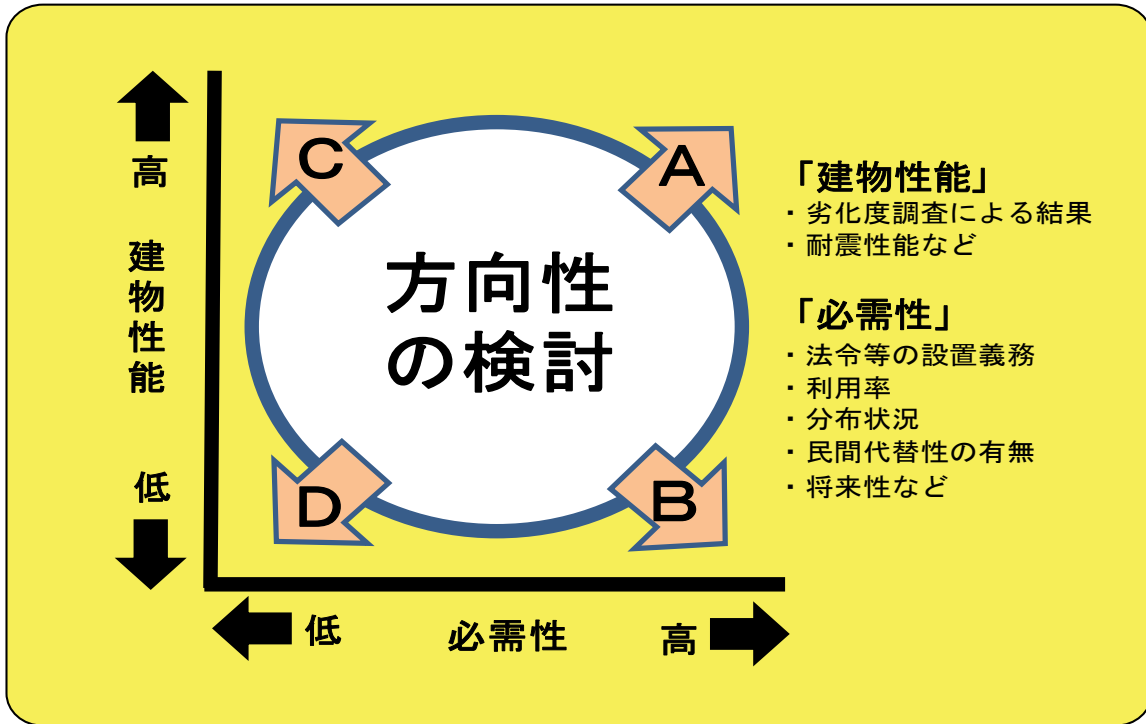 高
建物性能
低
C
A
方向性
の検討
D
B
低
必需性
高
「建物性能」
・劣化度調査による結果
・耐震性能など
「必需性」
・法令等の設置義務
・利用率
・分布状況
・民間代替性の有無
・将来性など